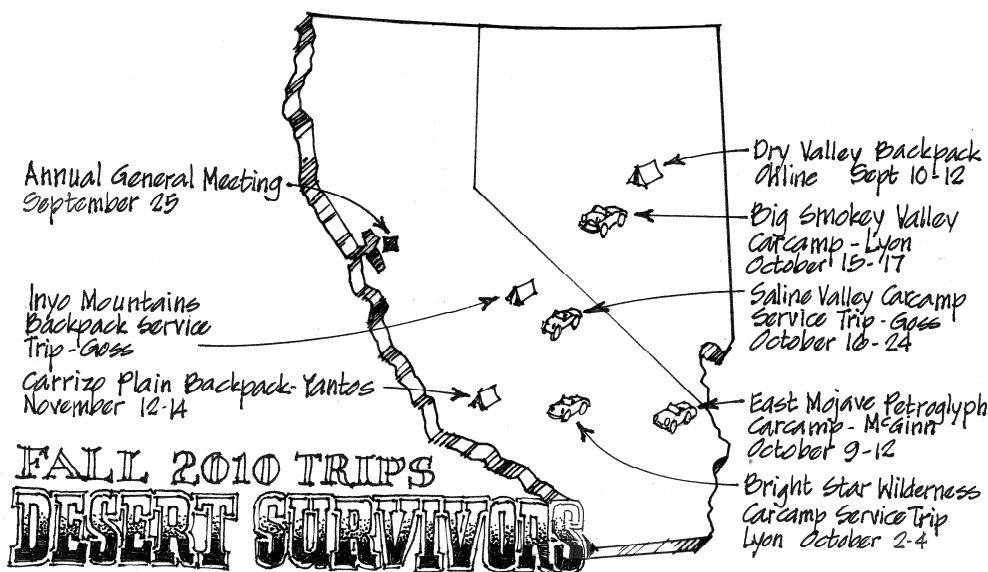 Annual General Meeting
September 25
Inyo Mountains
Backpack Service
Trip-Goss
Carrizo Plain Backpack-Yantos
November 12-14
Dry Valley Backpack
Ohline Sept 10-12
Big Smokey Valley
Carcamp-Lyon
October 15-17
Saline Valley Carcamp
Service Trip-Goss
October 16-24
East Mojave Petroglyph
Carcamp-McGinn
October 9-12
Bright Star Wilderness
Carcamp Service Trip
Lyon October 2-4
FALL 2010 TRIPS
DESERT SURVIVORS